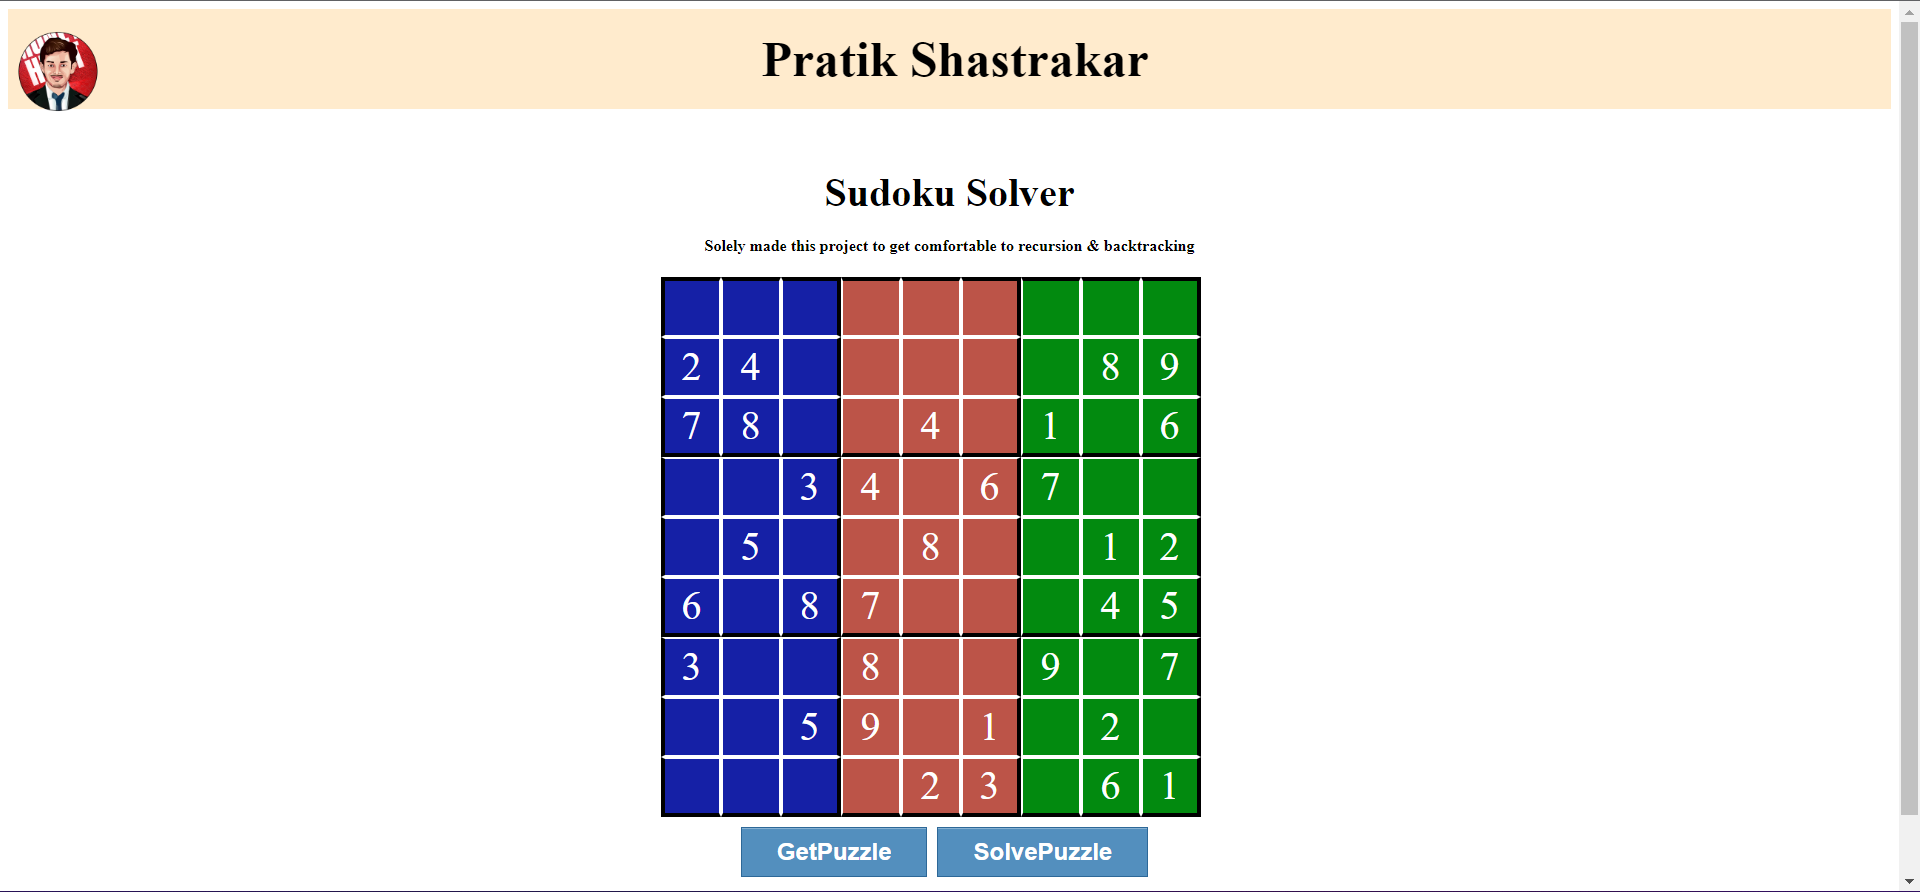 Pratik Shastrakar
Sudoku Solver
Solely made this project to get comfortable to recursion & backtracking
2 4 8 9
7 8 4 1 6
3 4 6 7
5 8 1 2
6 8 7 4 5
3 8 9 7
5 9 1 2
2 3 6 1
GetPuzzle SolvePuzzle